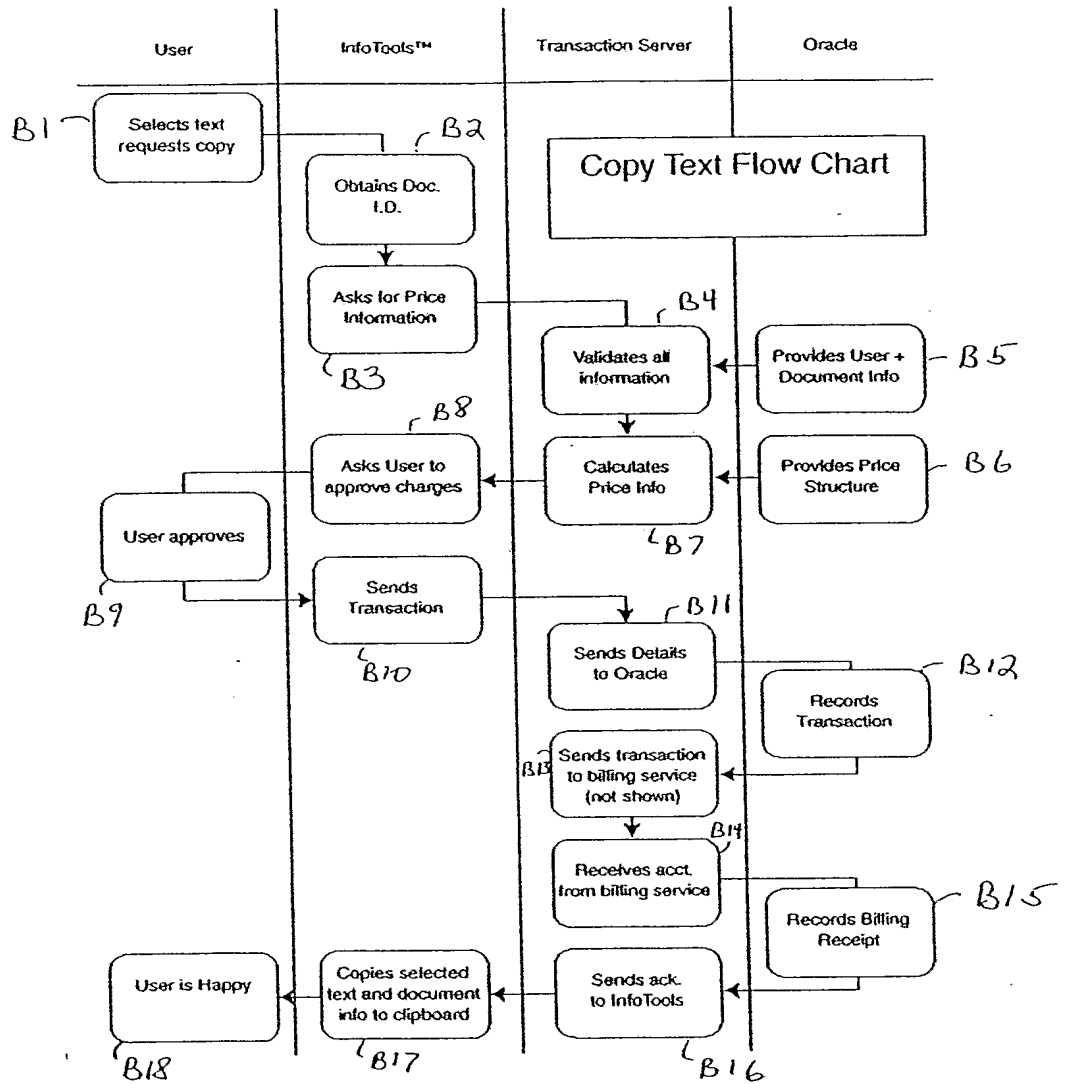 User
InfoTools™
Transaction Server
Oracle
B1
Selects text
requests copy
B2
Obtains Doc.
I.D.
Copy Text Flow Chart
Asks for Price
Information
B3
B4
Validates all
information
Provides User +
Document Info
B5
B8
Asks User to
approve charges
Calculates
Price Info
B7
Provides Price
Structure
B6
User approves
B9
Sends
Transaction
B10
B11
Sends Details
to Oracle
B12
Records
Transaction
B13
Sends transaction
to billing service
(not shown)
B14
Receives acct.
from billing service
B15
Records Billing
Receipt
User is Happy
B18
Copies selected
text and document
info to clipboard
B17
Sends ack.
to InfoTools
B16